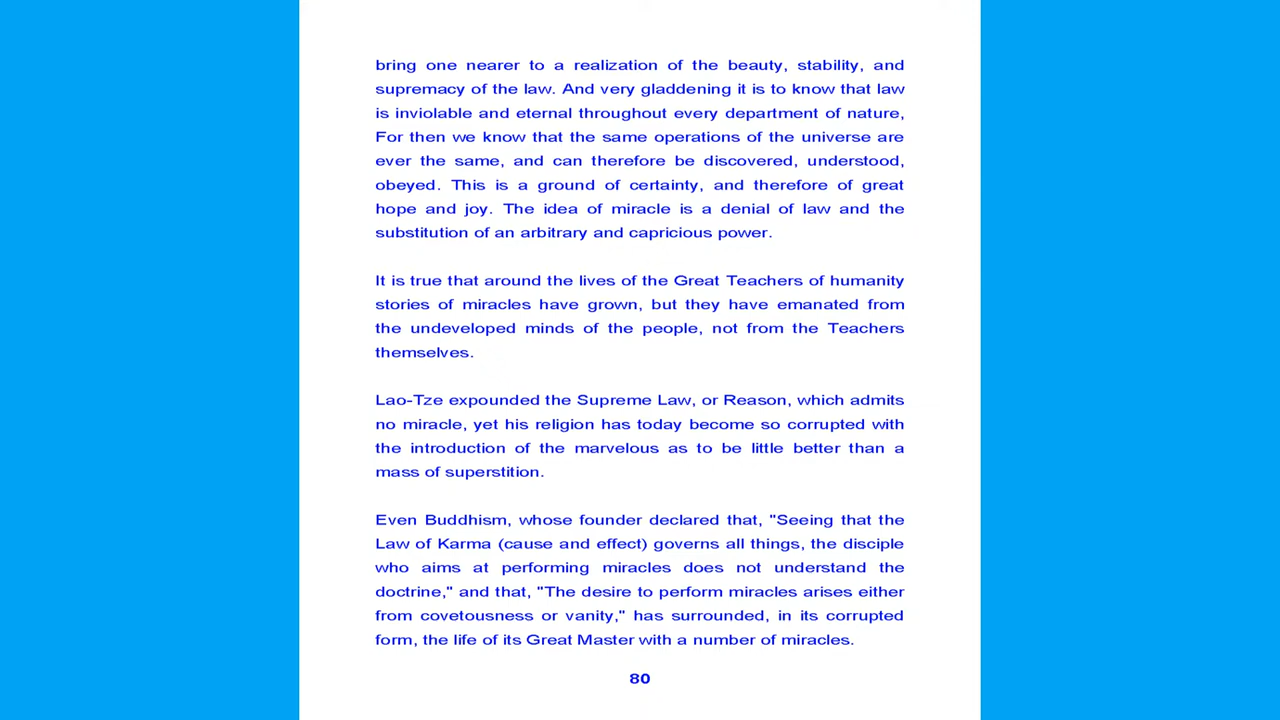 bring one nearer to a realization of the beauty, stability, and
supremacy of the law. And very gladdening it is to know that law
is inviolable and eternal throughout every department of nature,
For then we know that the same operations of the universe are
ever the same, and can therefore be discovered, understood,
obeyed. This is a ground of certainty, and therefore of great
hope and joy. The idea of miracle is a denial of law and the
substitution of an arbitrary and capricious power.
It is true that around the lives of the Great Teachers of humanity
stories of miracles have grown, but they have emanated from
the undeveloped minds of the people, not from the Teachers
themselves.
Lao-Tze expounded the Supreme Law, or Reason, which admits
no miracle, yet his religion has today become so corrupted with
the introduction of the marvelous as to be little better than a
mass of superstition.
Even Buddhism, whose founder declared that, "Seeing that the
Law of Karma (cause and effect) governs all things, the disciple
who aims at performing miracles does not understand the
doctrine," and that, "The desire to perform miracles arises either
from covetousness or vanity," has surrounded, in its corrupted
form, the life of its Great Master with a number of miracles.
80